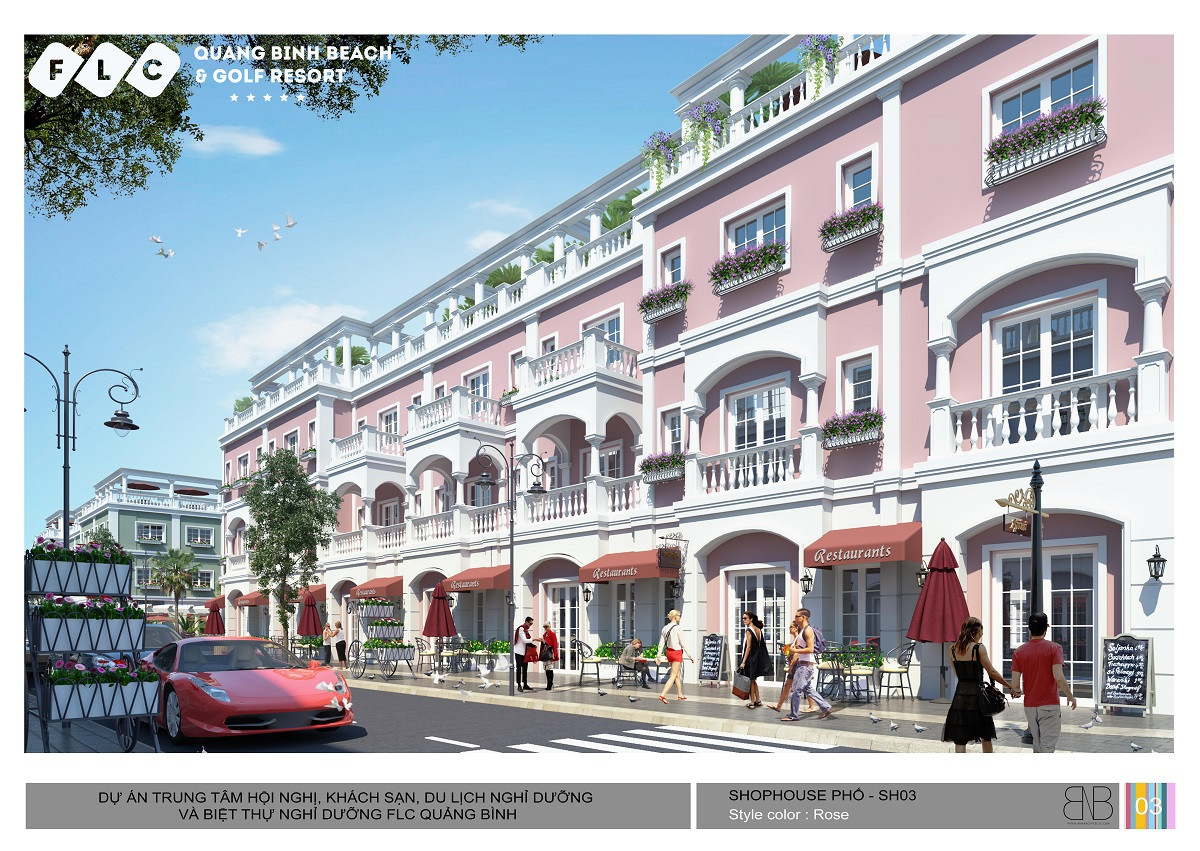 FLC
QUANG BINH BEACH
& GOLF RESORT
Restaurants
Restaurants
Restaurants
Restaurants
DỰ ÁN TRUNG TÂM HỘI NGHỊ, KHÁCH SẠN, DU LỊCH NGHỈ DƯỠNG
VÀ BIỆT THỰ NGHỈ DƯỠNG FLC QUẢNG BÌNH
SHOPHOUSE PHỐ - SH03
Style color : Rose
BNB
03